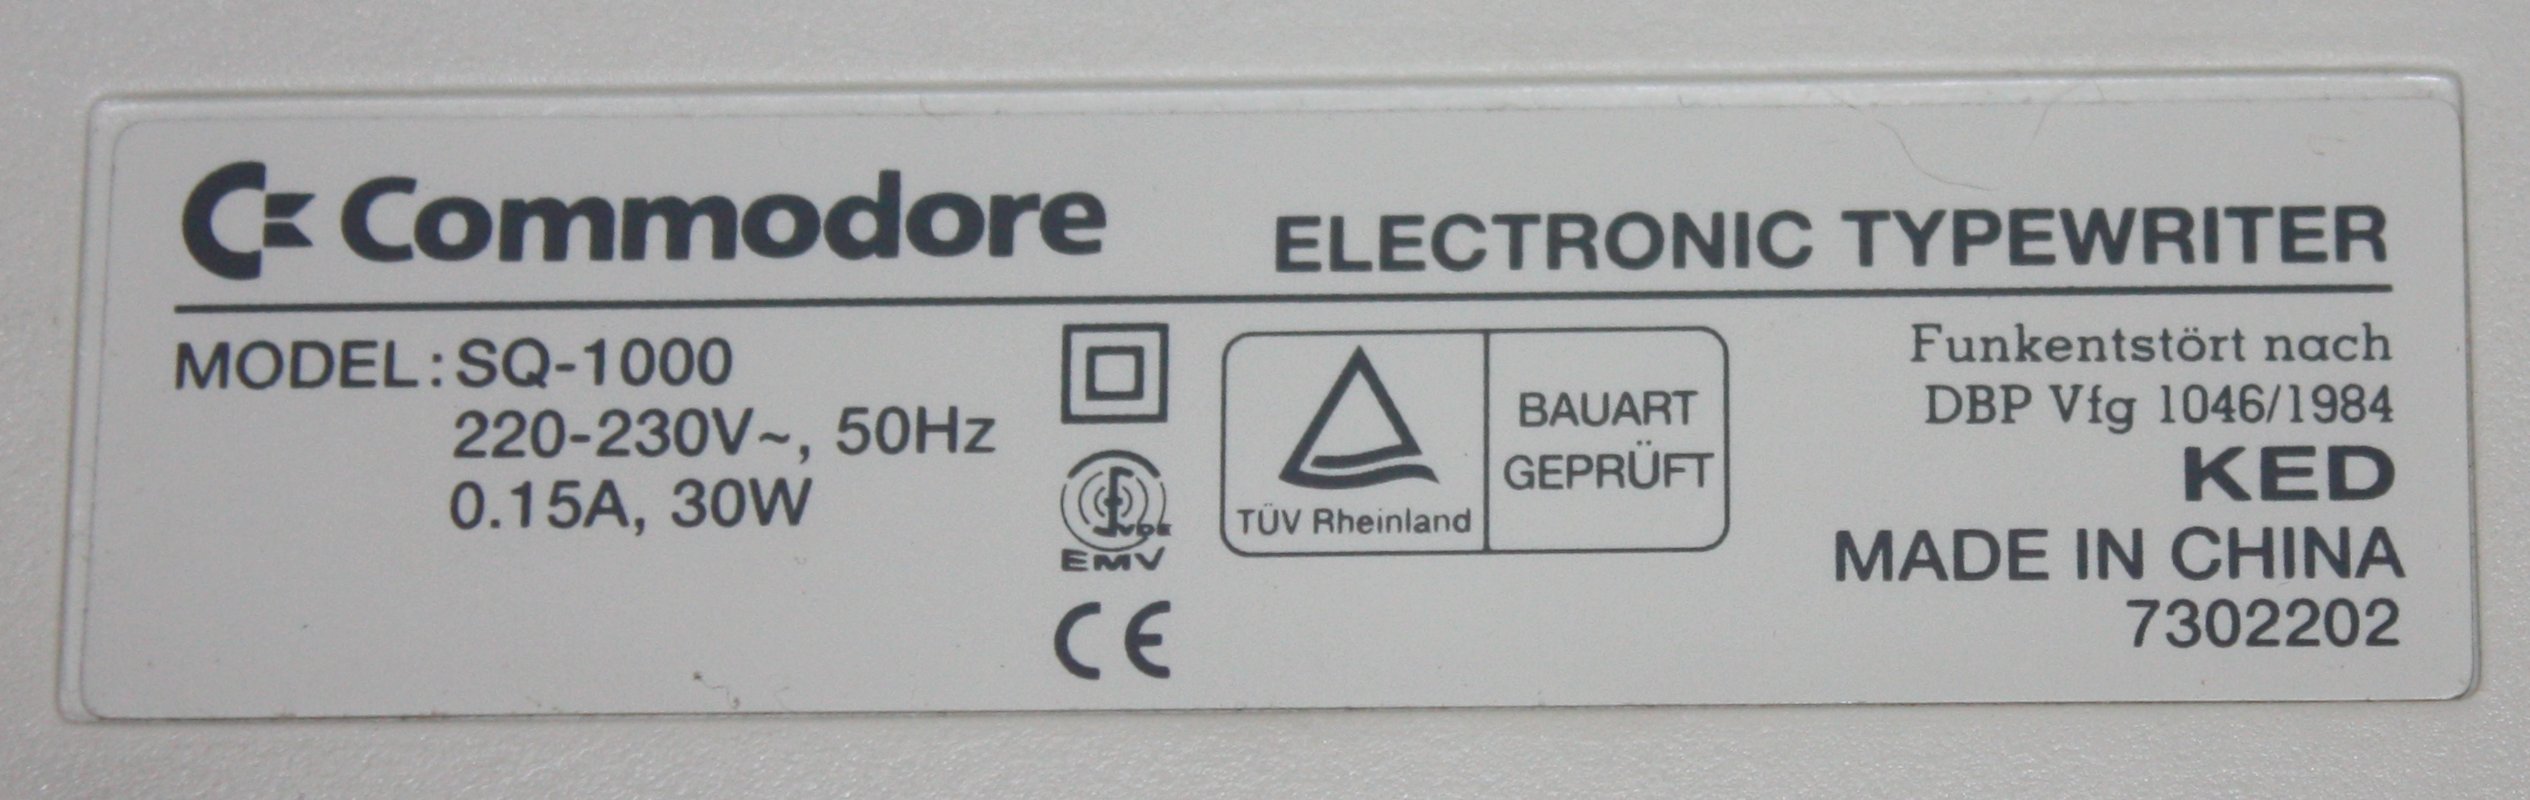 Commodore ELECTRONIC TYPEWRITER
MODEL: SQ-1000
220-230V~, 50Hz
0.15A, 30W
VDE
EMV
CE
TÜV Rheinland
BAUART
GEPRÜFT
Funkentstört nach
DBP Vfg 1046/1984
KED
MADE IN CHINA
7302202